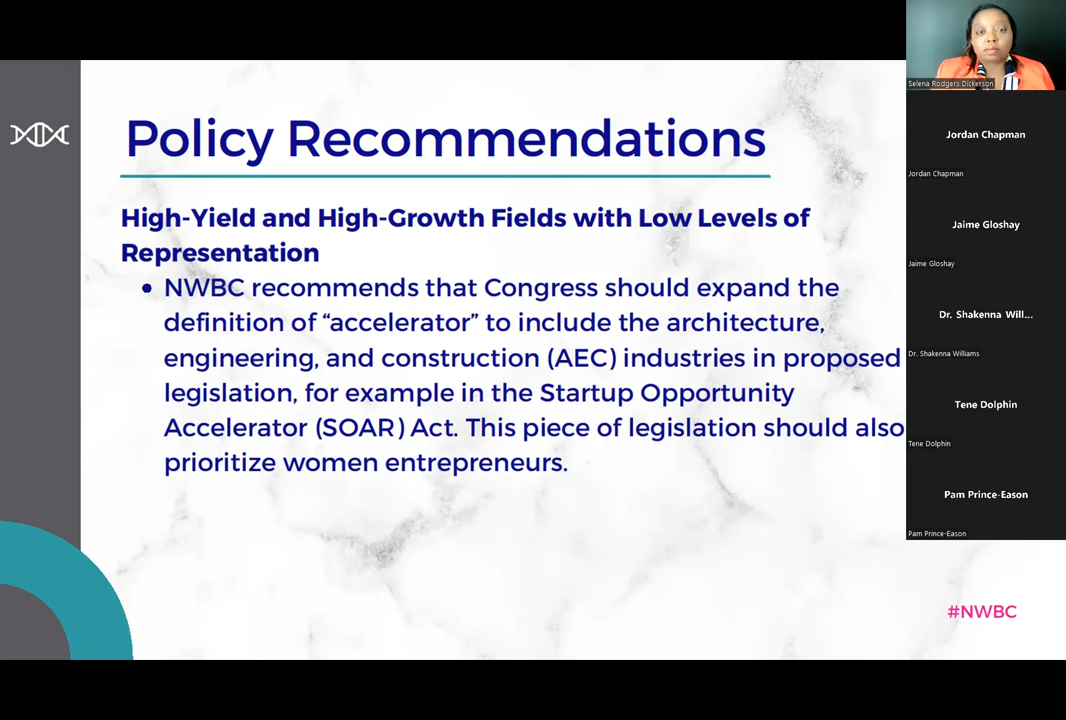 Policy Recommendations
High-Yield and High-Growth Fields with Low Levels of
Representation
• NWBC recommends that Congress should expand the
definition of “accelerator” to include the architecture,
engineering, and construction (AEC) industries in proposed
legislation, for example in the Startup Opportunity
Accelerator (SOAR) Act. This piece of legislation should also
prioritize women entrepreneurs.
#NWBC
Selena Rodgers Dickerson
Jordan Chapman
Jordan Chapman
Jaime Gloshay
Jaime Gloshay
Dr. Shakenna Will...
Dr. Shakenna Williams
Tene Dolphin
Tene Dolphin
Pam Prince-Eason
Pam Prince-Eason